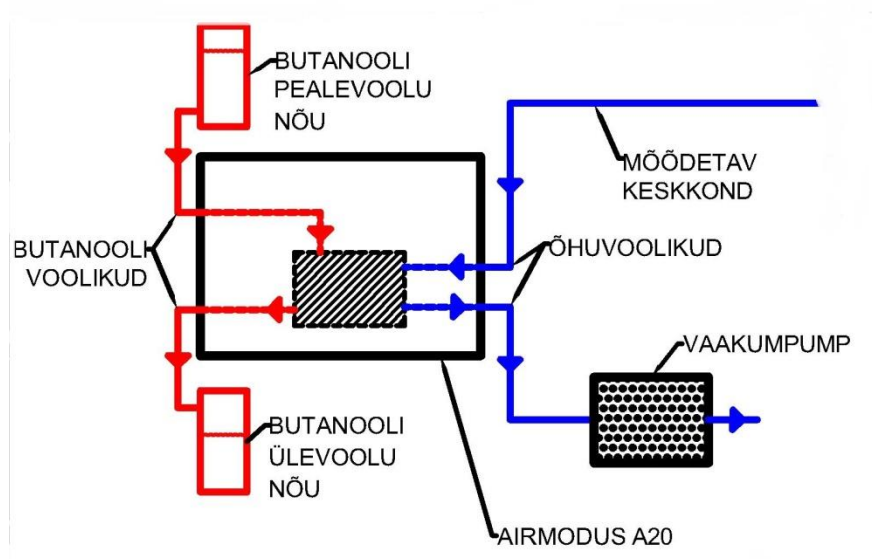 BUTANOOLI
PEALEVOOLU
NÕU
MÕÕDETAV
KESKKOND
BUTANOOLI
VOOLIKUD
ÕHUVOOLIKUD
VAAKUMPUMP
BUTANOOLI
ÜLEVOOLU
NÕU
AIRMODUS A20